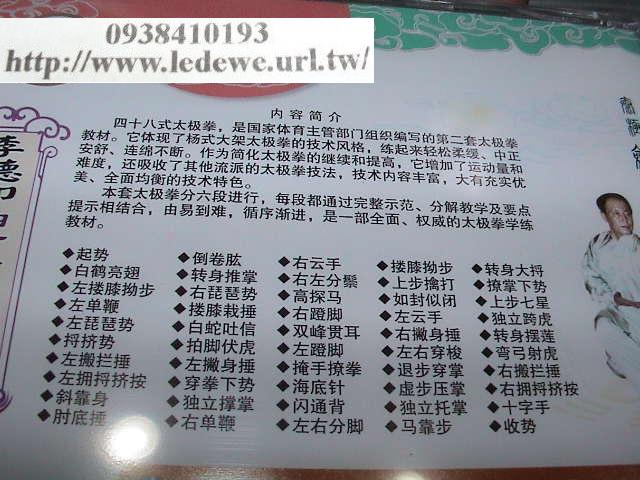 0938410193
http://www.ledewe.url.tw/
内容简介
四十八式太极拳，是国家体育主管部门组织编写的第二套太极拳
教材。它体现了杨式大架太极拳的技术风格，练起来轻松柔缓、中正
安舒、连绵不断。作为简化太极拳的继续和提高，它增加了运动量和
难度，还吸收了其他流派的太极拳技法，技术内容丰富，大有充实优
美、全面均衡的技术特色。
本套太极拳分六段进行，每段都通过完整示范、分解教学及要点
提示相结合，由易到难，循序渐进，是一部全面、权威的太极拳学练
教材。
◆起势
◆白鹤亮翅
◆左搂膝拗步
◆左单鞭
◆左琵琶势
◆捋挤势
◆左搬拦捶
◆左拥捋挤按
◆斜靠身
◆肘底捶
◆倒卷肱
◆转身推掌
◆右琵琶势
◆搂膝栽捶
◆白蛇吐信
◆拍脚伏虎
◆左撇身捶
◆穿拳下势
◆独立撑掌
◆右单鞭
◆右云手
◆右左分鬃
◆高探马
◆右蹬脚
◆双峰贯耳
◆左蹬脚
◆掩手撩拳
◆海底针
◆闪通背
◆左右分脚
◆搂膝拗步
◆上步擒打
◆如封似闭
◆左云手
◆右撇身捶
◆左右穿梭
◆退步穿掌
◆虚步压掌
◆独立托掌
◆马靠步
◆转身大捋
◆撩掌下势
◆上步七星
◆独立跨虎
◆转身摆莲
◆弯弓射虎
◆右搬拦捶
◆右拥捋挤按
◆十字手
◆收势